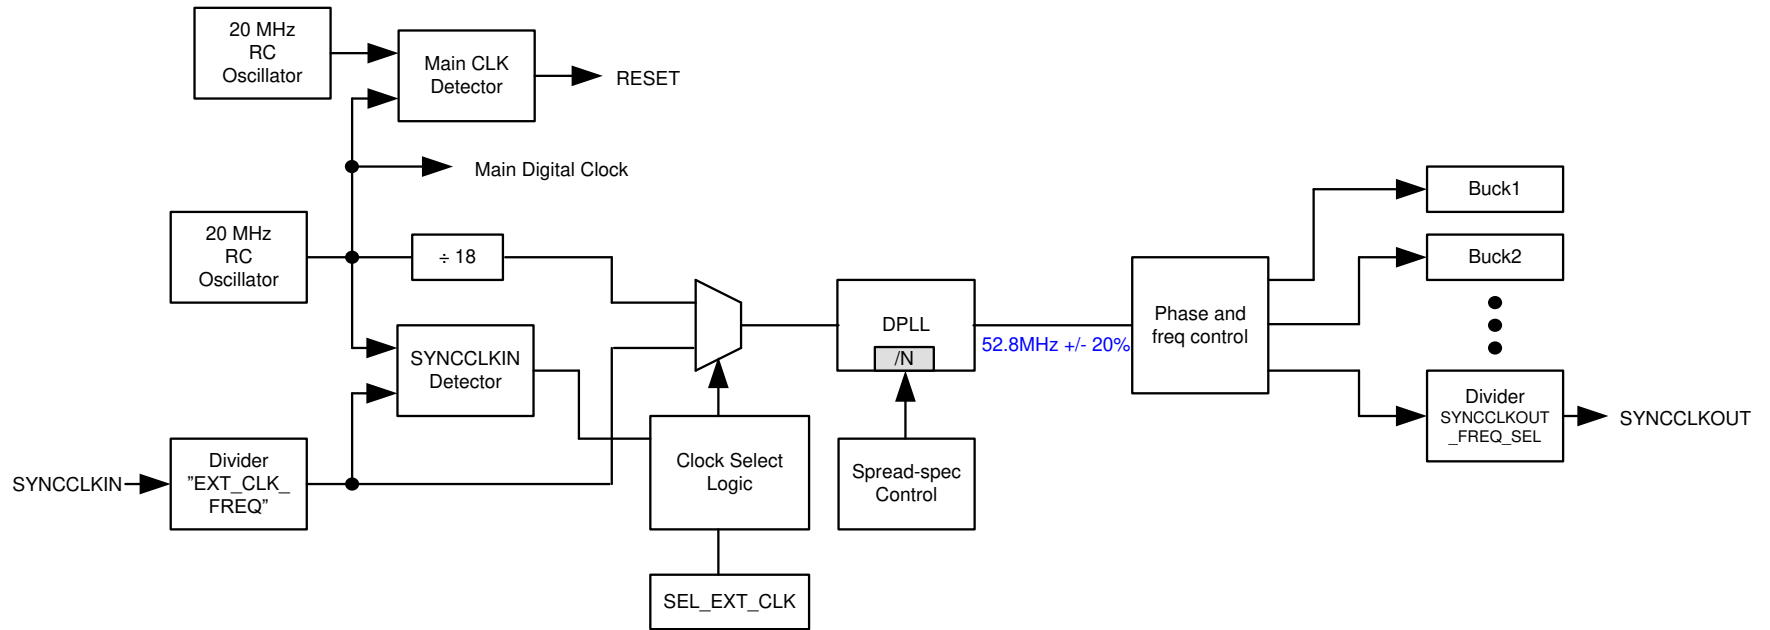 20 MHz
RC
Oscillator
Main CLK
Detector
RESET
Main Digital Clock
20 MHz
RC
Oscillator
÷ 18
SYNCCLKIN
Detector
SYNCCLKIN
Divider
”EXT_CLK_
FREQ”
Clock Select
Logic
SEL_EXT_CLK
DPLL
/N
Spread-spec
Control
52.8MHz +/- 20%
Phase and
freq control
Buck1
Buck2
Divider
SYNCCLKOUT
_FREQ_SEL
SYNCCLKOUT